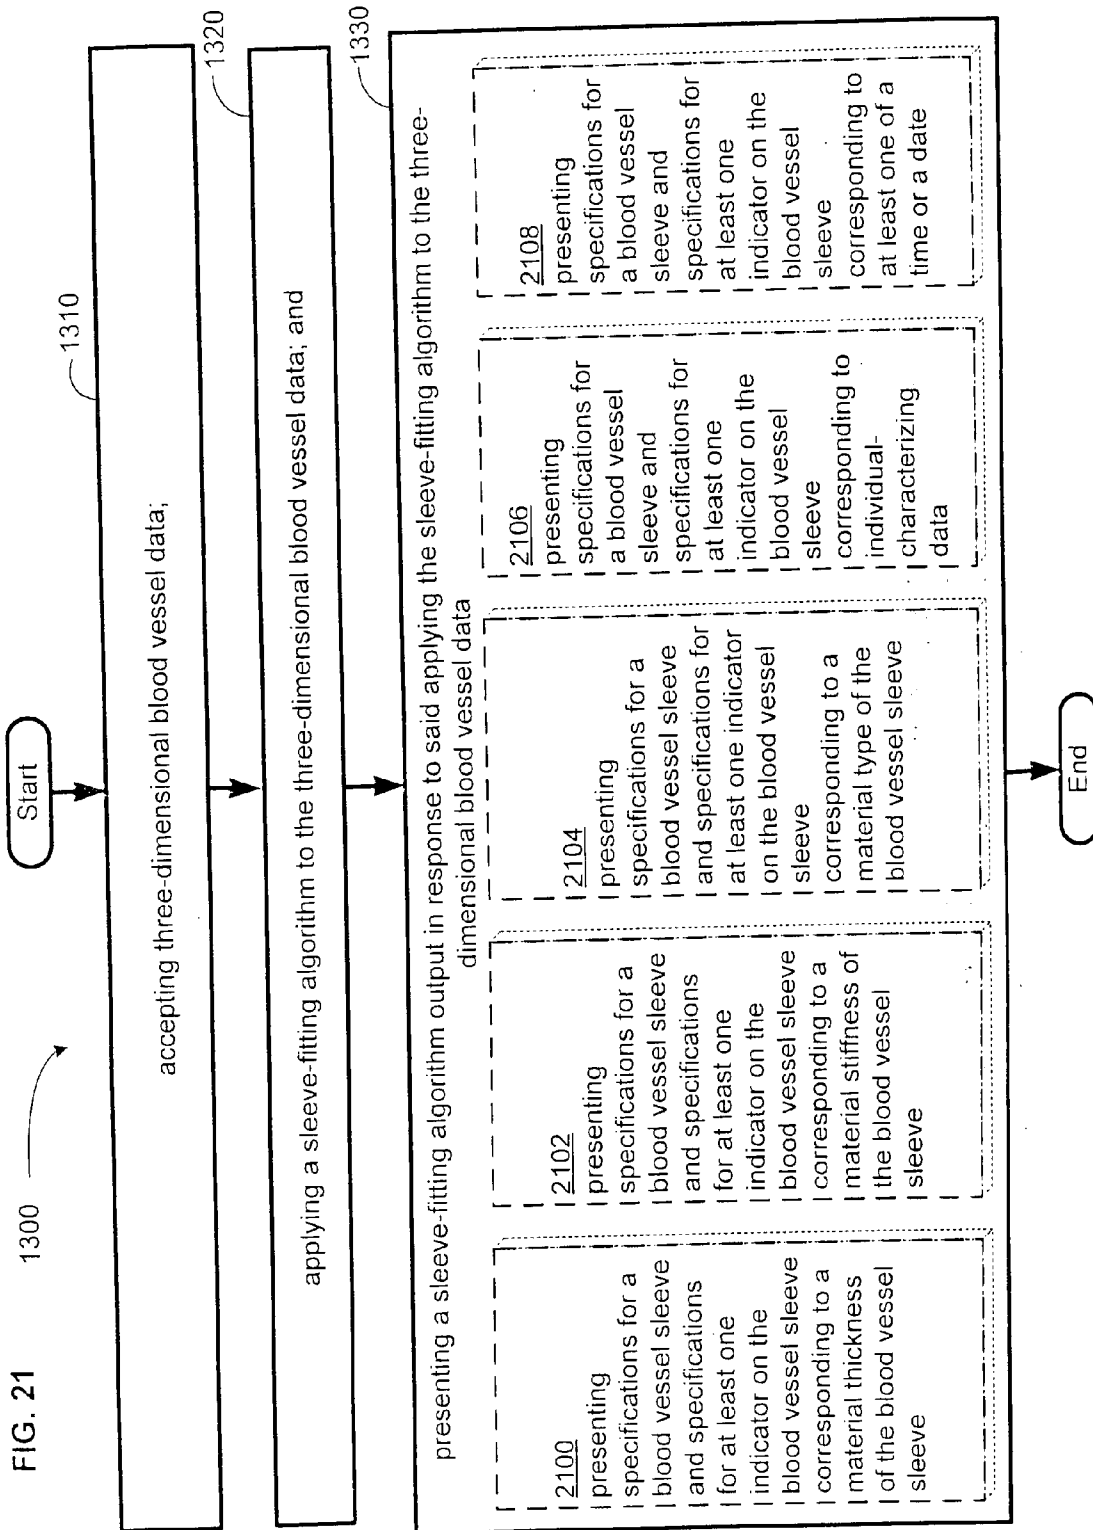 FIG. 21
1300
Start
1310
accepting three-dimensional blood vessel data;
1320
applying a sleeve-fitting algorithm to the three-dimensional blood vessel data; and
1330
presenting a sleeve-fitting algorithm output in response to said applying the sleeve-fitting algorithm to the three-
dimensional blood vessel data
2100
presenting
specifications for a
blood vessel sleeve
and specifications
for at least one
indicator on the
blood vessel sleeve
corresponding to a
material thickness
of the blood vessel
sleeve
2102
presenting
specifications for a
blood vessel sleeve
and specifications
for at least one
indicator on the
blood vessel sleeve
corresponding to a
material stiffness of
the blood vessel
sleeve
2104
presenting
specifications for a
blood vessel sleeve
and specifications for
at least one indicator
on the blood vessel
sleeve
corresponding to a
material type of the
blood vessel sleeve
2106
presenting
specifications for
a blood vessel
sleeve and
specifications for
at least one
indicator on the
blood vessel
sleeve
corresponding to
individual-
characterizing
data
2108
presenting
specifications for
a blood vessel
sleeve and
specifications for
at least one
indicator on the
blood vessel
sleeve
corresponding to
at least one of a
time or a date
End